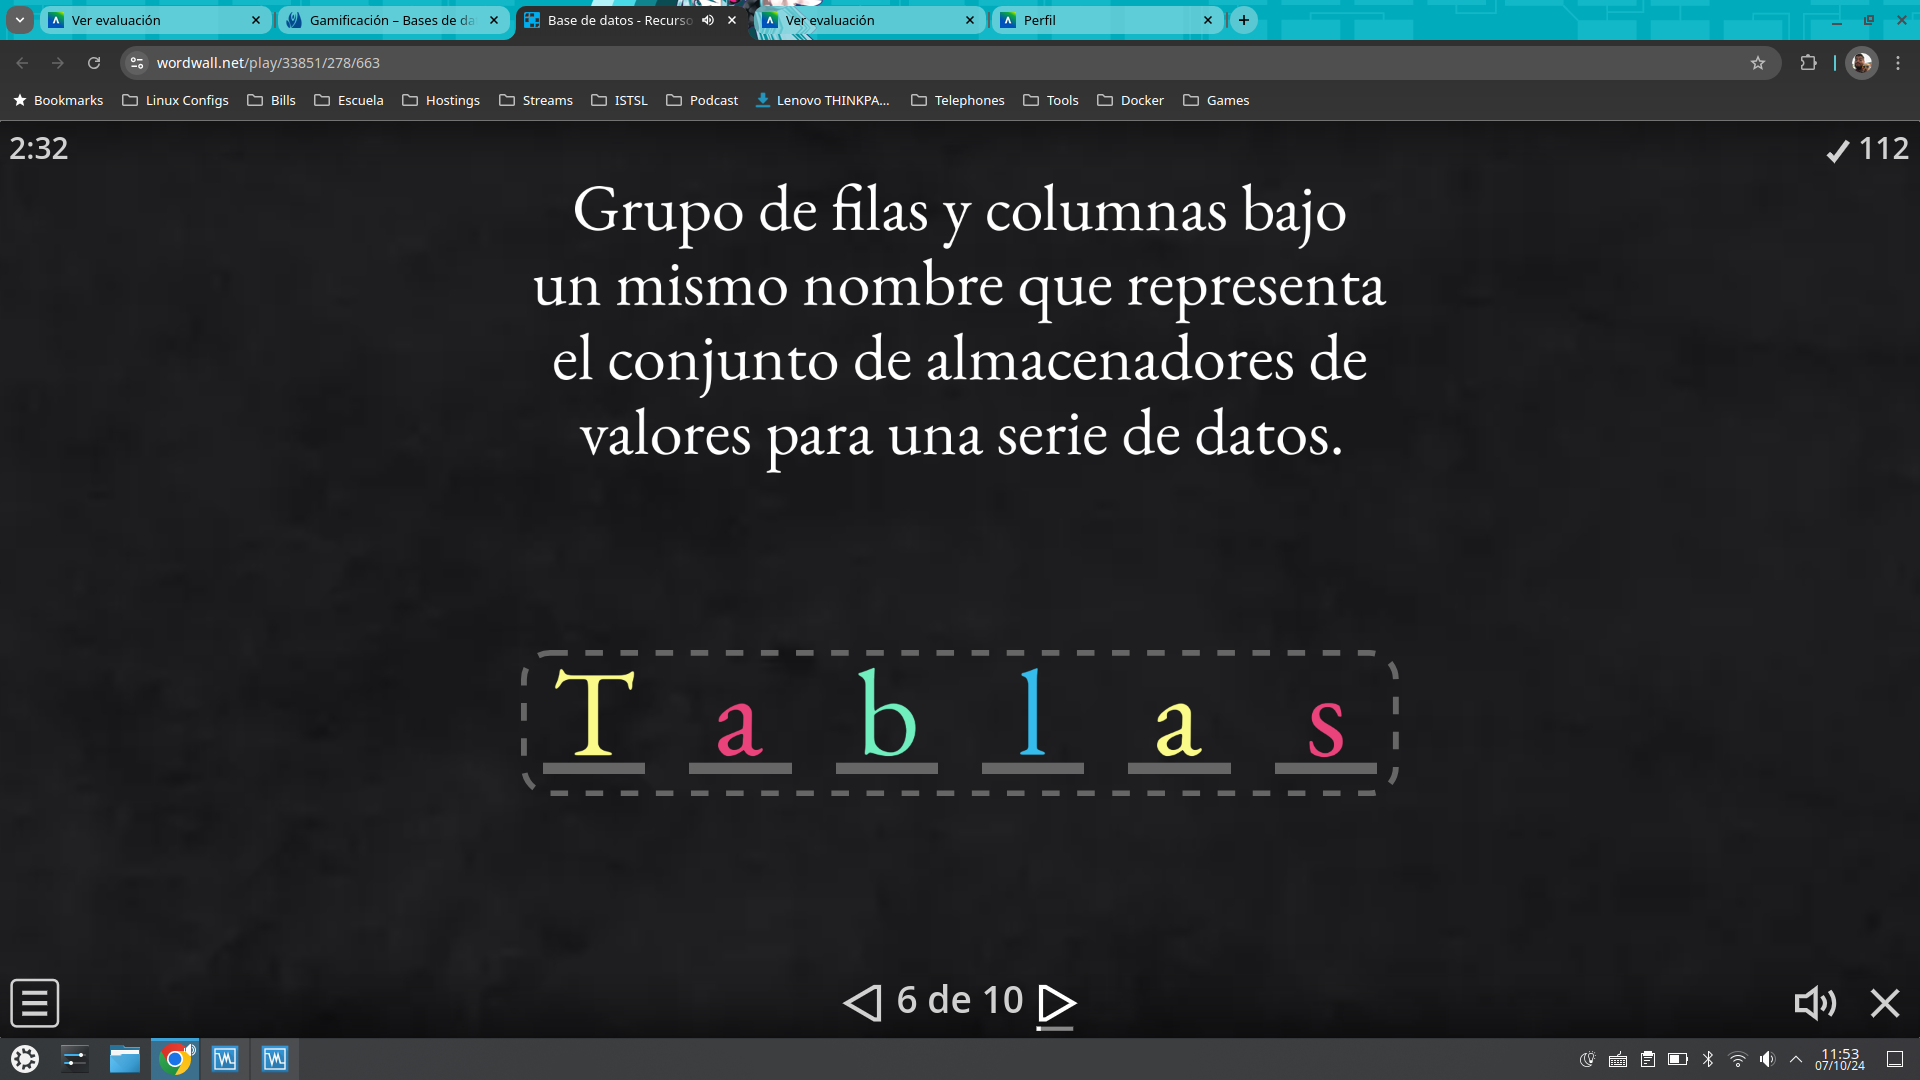 Ver evaluación
Gamificación – Bases de da
Base de datos - Recurso
Ver evaluación
Perfil
wordwall.net/play/33851/278/663
Bookmarks Linux Configs Bills Escuela Hostings Streams ISTSL Podcast Lenovo THINKPA... Telephones Tools Docker Games
2:32
112
Grupo de filas y columnas bajo
un mismo nombre que representa
el conjunto de almacenadores de
valores para una serie de datos.
T a b l a s
6 de 10
11:53
07/10/24